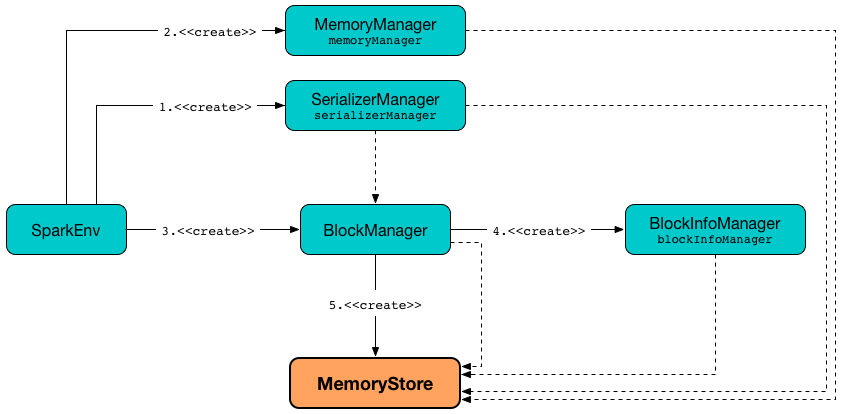 MemoryManager
memoryManager
2.<<create>>
SerializerManager
serializerManager
1.<<create>>
SparkEnv
3.<<create>>
BlockManager
4.<<create>>
BlockInfoManager
blockInfoManager
5.<<create>>
MemoryStore